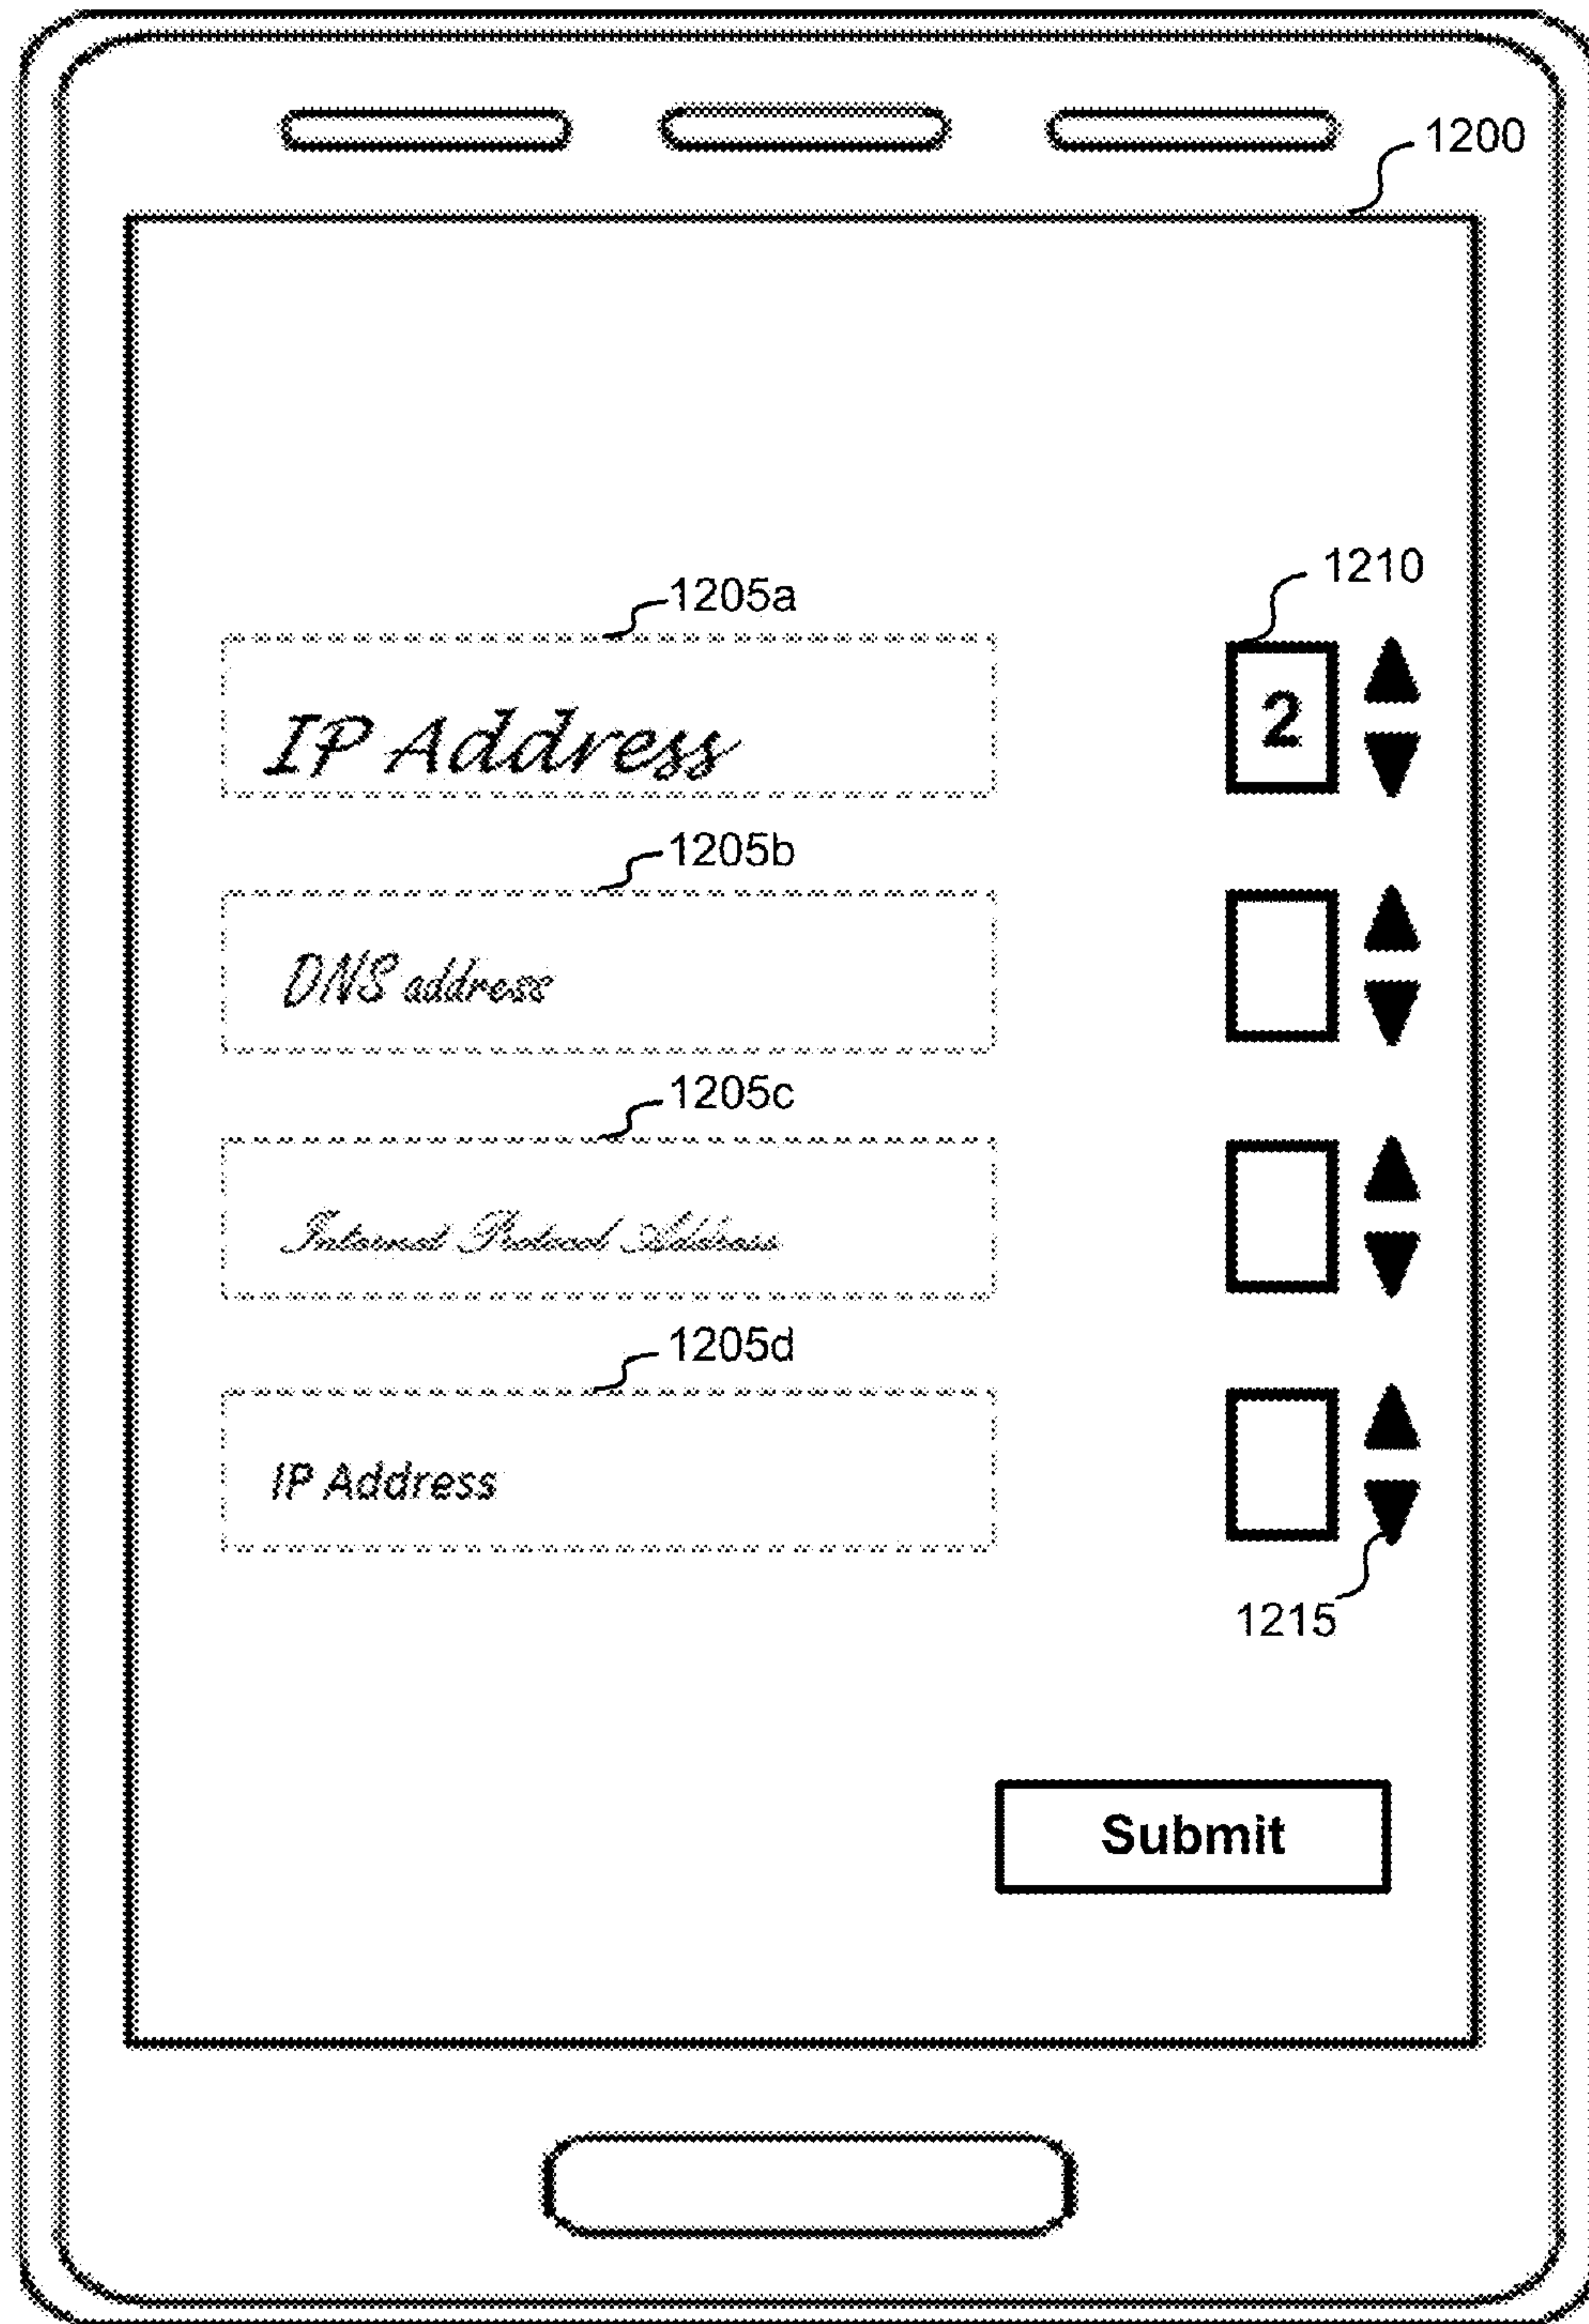 1200
1210
1205a
IP Address
2
1205b
DNS address
1205c
Internet Protocol Address
1205d
IP Address
1215
Submit